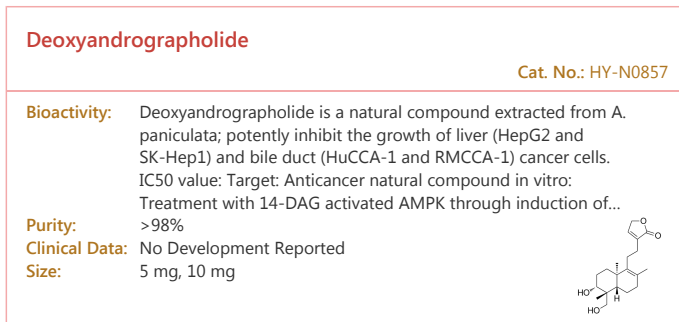 Deoxyandrographolide
Cat. No.: HY-N0857
Bioactivity: Deoxyandrographolide is a natural compound extracted from A.
paniculata; potently inhibit the growth of liver (HepG2 and
SK-Hep1) and bile duct (HuCCA-1 and RMCCA-1) cancer cells.
IC50 value: Target: Anticancer natural compound in vitro:
Treatment with 14-DAG activated AMPK through induction of...
Purity: >98%
Clinical Data: No Development Reported
Size: 5 mg, 10 mg
O
O
HO
H
HO